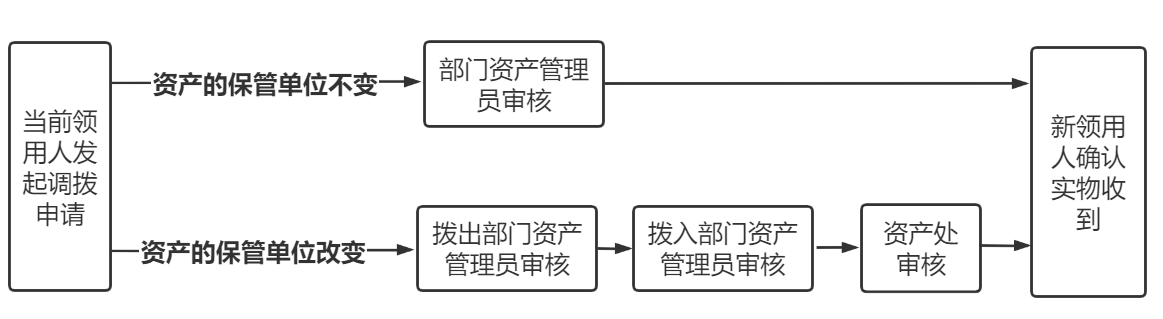 当前领
用人发
起调拨
申请
资产的保管单位不变
部门资产管理
员审核
资产的保管单位改变
拨出部门资产
管理员审核
拨入部门资产
管理员审核
资产处
审核
新领用
人确认
实物收
到